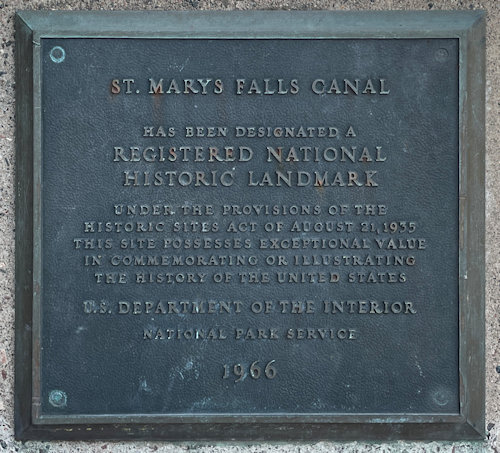 ST. MARYS FALLS CANAL
HAS BEEN DESIGNATED A
REGISTERED NATIONAL
HISTORIC LANDMARK
UNDER THE PROVISIONS OF THE
HISTORIC SITES ACT OF AUGUST 21, 1935
THIS SITE POSSESSES EXCEPTIONAL VALUE
IN COMMEMORATING OR ILLUSTRATING
THE HISTORY OF THE UNITED STATES
U.S. DEPARTMENT OF THE INTERIOR
NATIONAL PARK SERVICE
1966